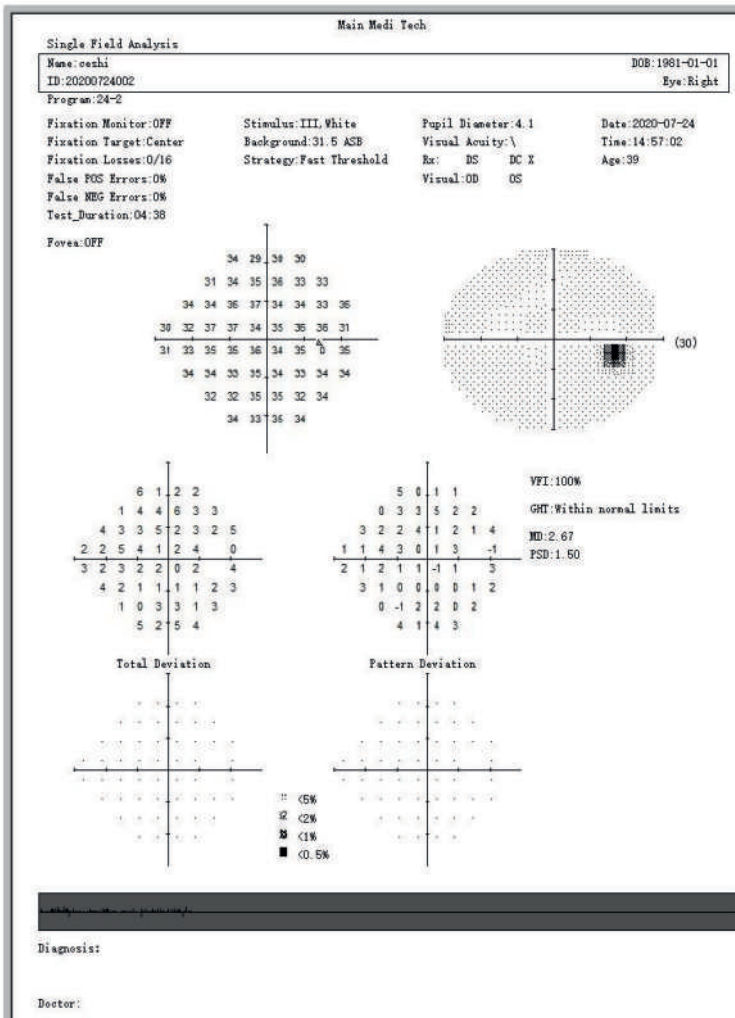 Main Medi Tech
Single Field Analysis
Name:ceshi DOB:1981-01-01
ID:20200724002 Eye:Right
Program:24-2
Fixation Monitor:OFF Stimulus:III,White Pupil Diameter:4.1 Date:2020-07-24
Fixation Target:Center Background:31.5 ASB Visual Acuity:\ Time:14:57:02
Fixation Losses:0/16 Strategy:Fast Threshold Rx: DS DC X Age:39
False POS Errors:0% Visual:OD OS
False NEG Errors:0%
Test_Duration:04:38
Fovea:OFF
34 29 30 30
31 34 35 36 33 33
34 34 36 37 34 34 33 36
30 32 37 37 34 35 36 36 31
(30)
31 33 35 35 36 34 35 0 35
34 34 33 35 34 33 34 34
32 32 35 35 32 34
34 33 36 34
6 1 2 2
1 4 4 6 3 3
4 3 3 5 2 3 2 5
2 2 5 4 1 2 4 0
3 2 3 2 2 0 2 4
4 2 1 1 1 1 2 3
1 0 3 3 1 3
5 2 5 4
5 0 1 1
0 3 3 5 2 2
3 2 2 4 1 2 1 4
1 1 4 3 0 1 3 -1
2 1 2 1 1 -1 1 3
3 1 0 0 0 0 1 2
0 -1 2 2 0 2
4 1 4 3
VFI:100%
GHT:Within normal limits
MD:2.67
PSD:1.50
Total Deviation Pattern Deviation
<5%
<2%
<1%
<0.5%
Diagnosis:
Doctor: